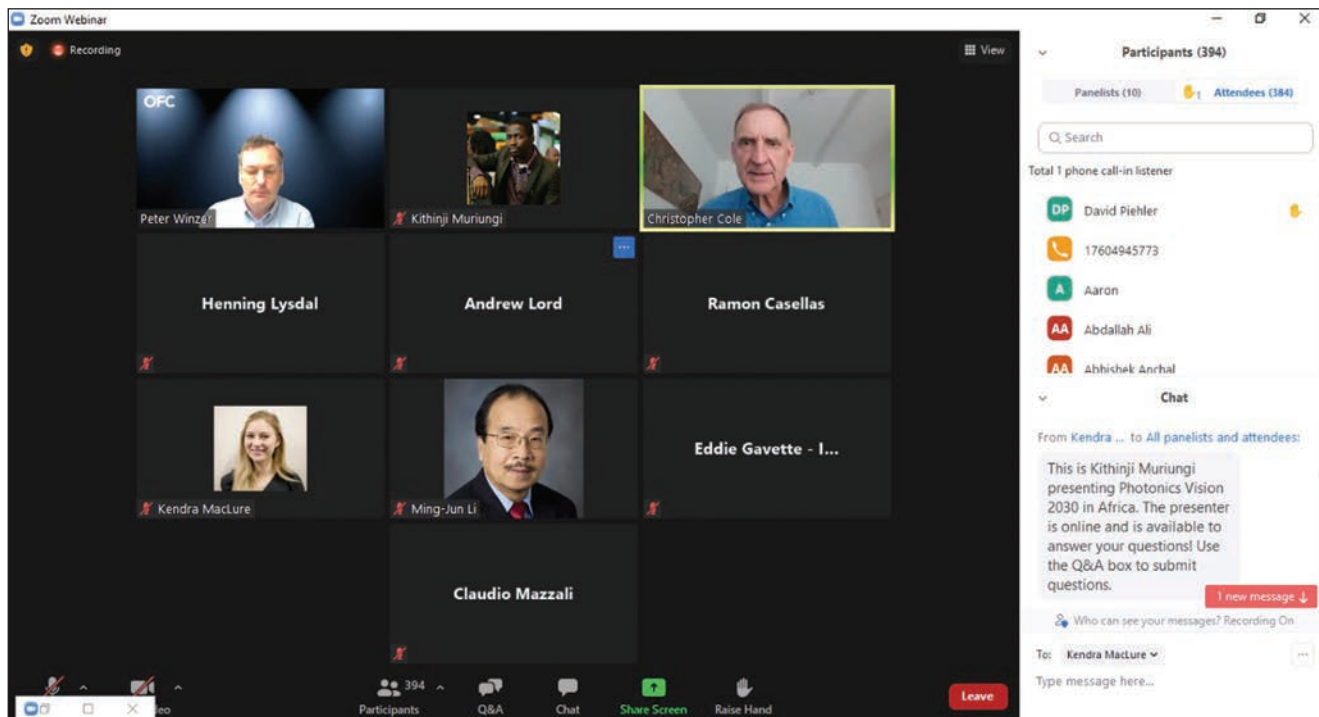 Zoom Webinar
Recording
View
OFC
Peter Winzer
Kithinji Muriungi
Christopher Cole
Henning Lysdal
Andrew Lord
Ramon Casellas
Kendra MacLure
Ming-Jun Li
Eddie Gavette - I...
Claudio Mazzali
394
Participants
Q&A
Chat
Share Screen
Raise Hand
Leave
Participants (394)
Panelists (10)
1
Attendees (384)
Search
Total 1 phone call-in listener
DP David Piehler
17604945773
A Aaron
AA Abdallah Ali
AA Abhishek Anchal
Chat
From Kendra ... to All panelists and attendees:
This is Kithinji Muriungi
presenting Photonics Vision
2030 in Africa. The presenter
is online and is available to
answer your questions! Use
the Q&A box to submit
questions.
1 new message
Who can see your messages? Recording On
To: Kendra MacLure
...
Type message here...